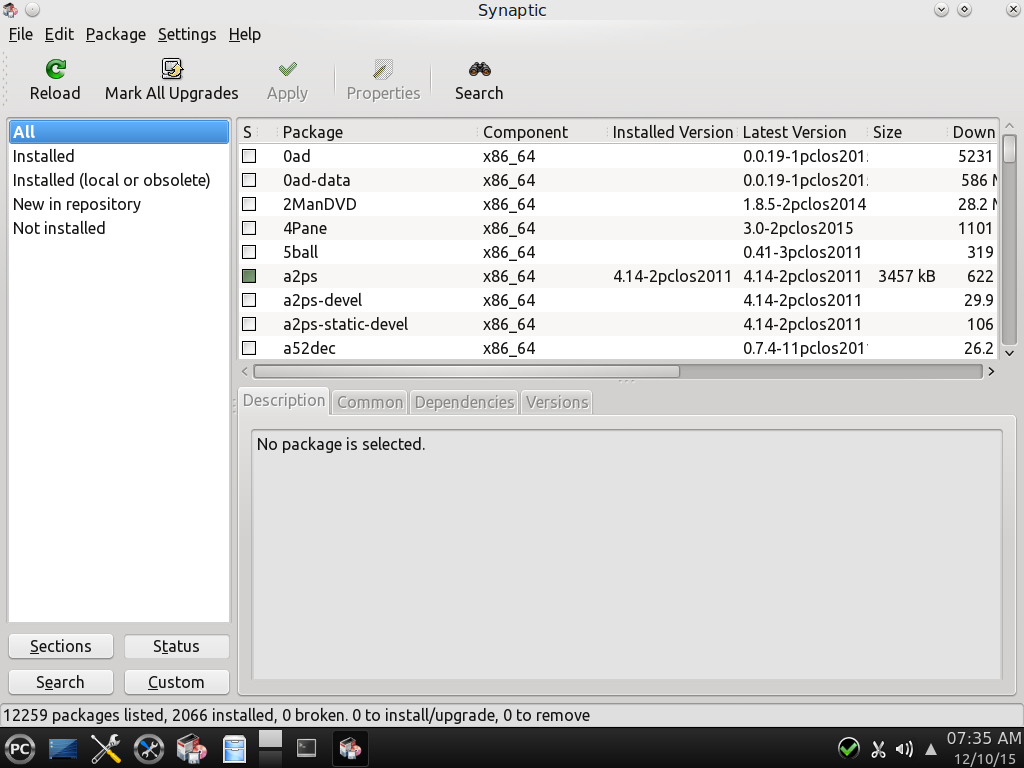 Synaptic
File Edit Package Settings Help
Reload Mark All Upgrades Apply Properties Search
All
Installed
Installed (local or obsolete)
New in repository
Not installed
S Package Component Installed Version Latest Version Size Down
0ad x86_64 0.0.19-1pclos201 5231
0ad-data x86_64 0.0.19-1pclos201 586
2ManDVD x86_64 1.8.5-2pclos2014 28.2
4Pane x86_64 3.0-2pclos2015 1101
5ball x86_64 0.41-3pclos2011 319
a2ps x86_64 4.14-2pclos2011 4.14-2pclos2011 3457 kB 622
a2ps-devel x86_64 4.14-2pclos2011 29.9
a2ps-static-devel x86_64 4.14-2pclos2011 106
a52dec x86_64 0.7.4-11pclos201 26.2
Description Common Dependencies Versions
No package is selected.
Sections Status
Search Custom
12259 packages listed, 2066 installed, 0 broken. 0 to install/upgrade, 0 to remove
PC
07:35 AM
12/10/15